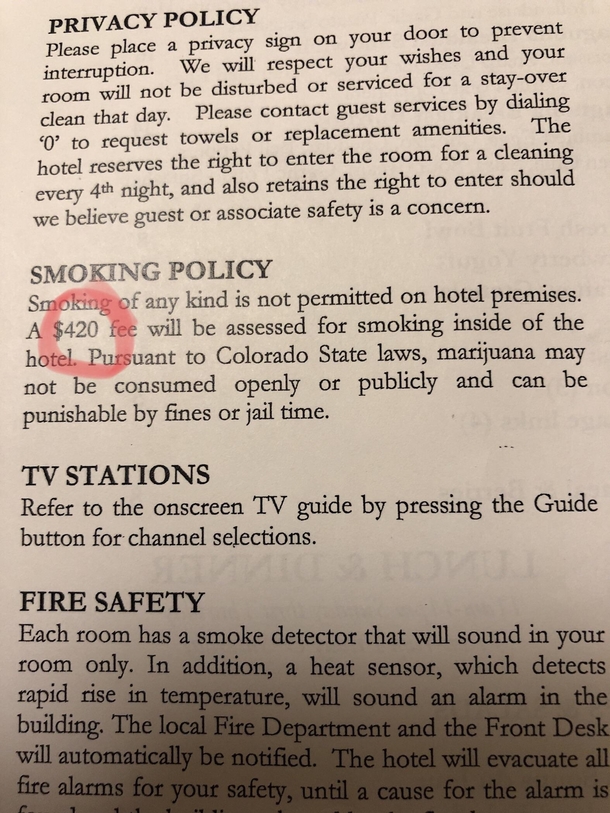 PRIVACY POLICY
Please place a privacy sign on your door to prevent
interruption. We will respect your wishes and your
room will not be disturbed or serviced for a stay-over
clean that day. Please contact guest services by dialing
‘0’ to request towels or replacement amenities. The
hotel reserves the right to enter the room for a cleaning
every 4th night, and also retains the right to enter should
we believe guest or associate safety is a concern.
SMOKING POLICY
Smoking of any kind is not permitted on hotel premises.
A $420 fee will be assessed for smoking inside of the
hotel. Pursuant to Colorado State laws, marijuana may
not be consumed openly or publicly and can be
punishable by fines or jail time.
TV STATIONS
Refer to the onscreen TV guide by pressing the Guide
button for channel selections.
FIRE SAFETY
Each room has a smoke detector that will sound in your
room only. In addition, a heat sensor, which detects
rapid rise in temperature, will sound an alarm in the
building. The local Fire Department and the Front Desk
will automatically be notified. The hotel will evacuate all
fire alarms for your safety, until a cause for the alarm is